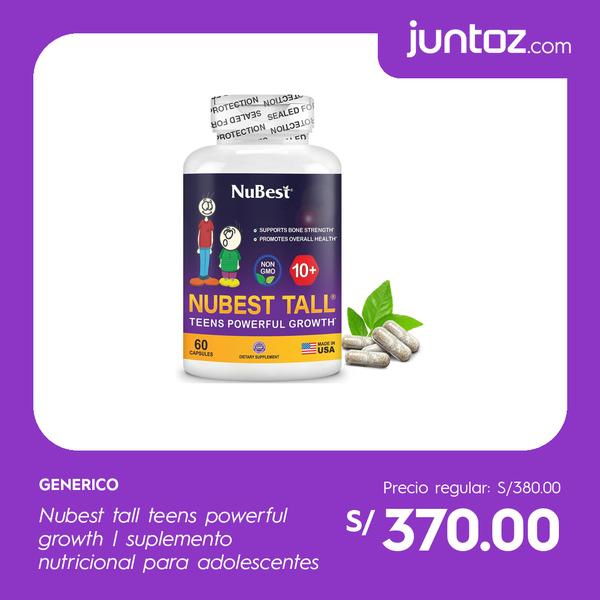 juntoz.com
PROTECTION
SEALED FOR
PROTECTION
NuBest®
SUPPORTS BONE STRENGTH*
PROMOTES OVERALL HEALTH*
NON
GMO
10+
NUBEST TALL®
TEENS POWERFUL GROWTH*
60
CAPSULES
DIETARY SUPPLEMENT
MADE IN
USA
GENERICO
Precio regular: S/380.00
S/ 370.00
Nubest tall teens powerful
growth | suplemento
nutricional para adolescentes